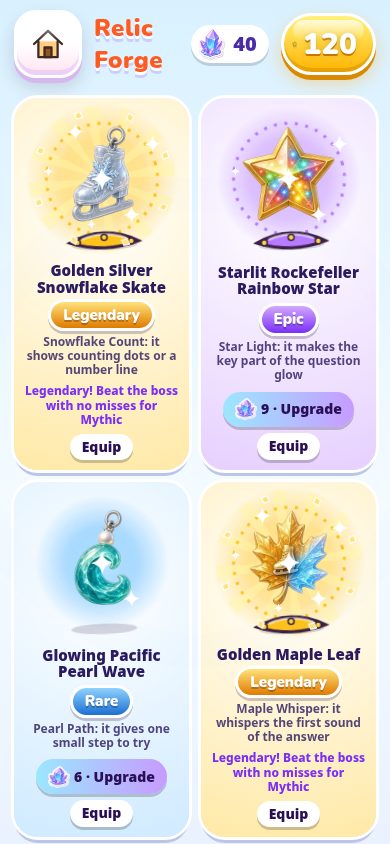 Relic
Forge
40
120
Golden Silver
Snowflake Skate
Legendary
Snowflake Count: it
shows counting dots or a
number line
Legendary! Beat the boss
with no misses for
Mythic
Equip
Starlit Rockefeller
Rainbow Star
Epic
Star Light: it makes the
key part of the question
glow
9 · Upgrade
Equip
Glowing Pacific
Pearl Wave
Rare
Pearl Path: it gives one
small step to try
6 · Upgrade
Equip
Golden Maple Leaf
Legendary
Maple Whisper: it
whispers the first sound
of the answer
Legendary! Beat the boss
with no misses for
Mythic
Equip